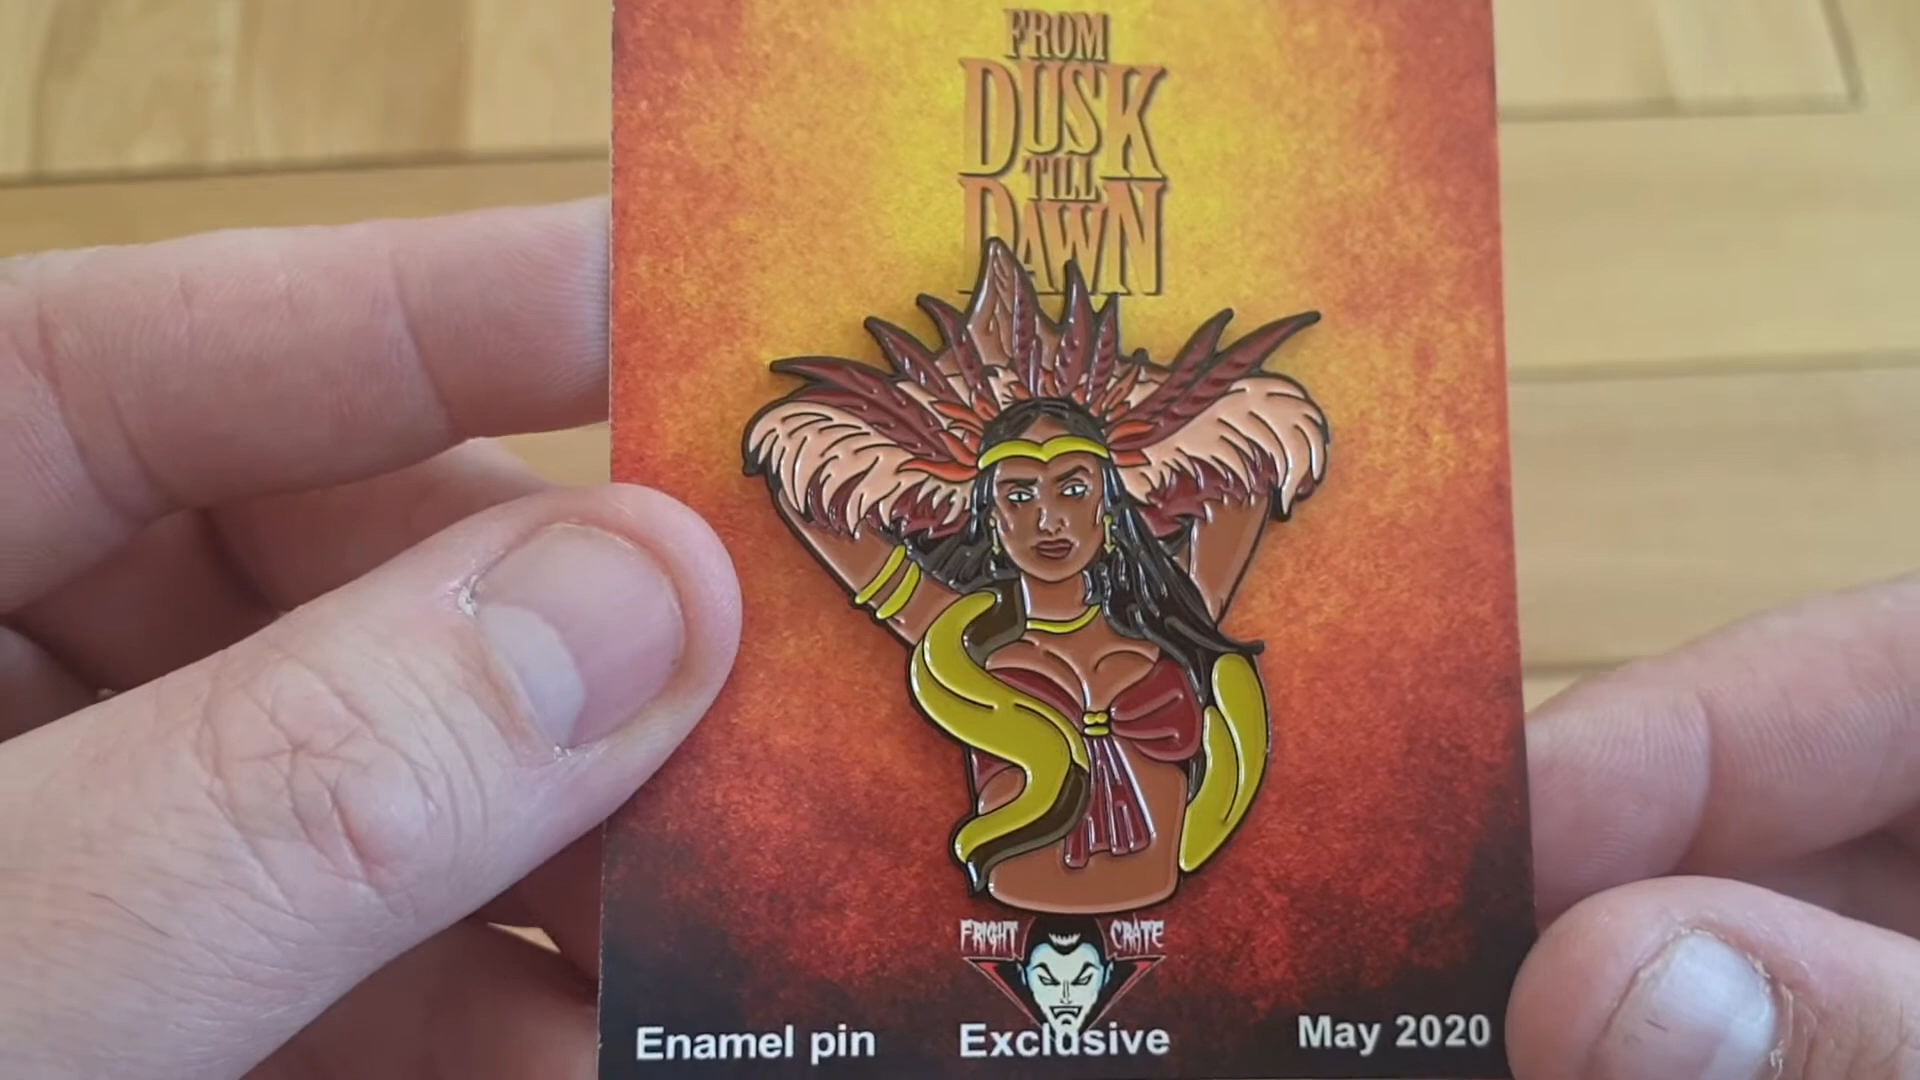 FROM
DUSK
TILL
DAWN
FRIGHT CRATE
Enamel pin Exclusive May 2020